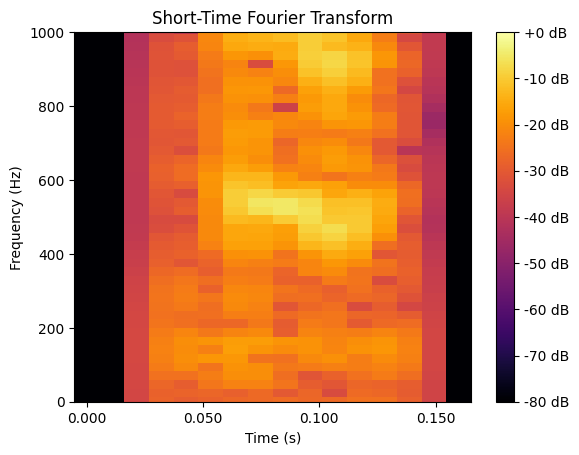 Short-Time Fourier Transform
Frequency (Hz)
1000
800
600
400
200
0
0.000
0.050
0.100
0.150
Time (s)
+0 dB
-10 dB
-20 dB
-30 dB
-40 dB
-50 dB
-60 dB
-70 dB
-80 dB